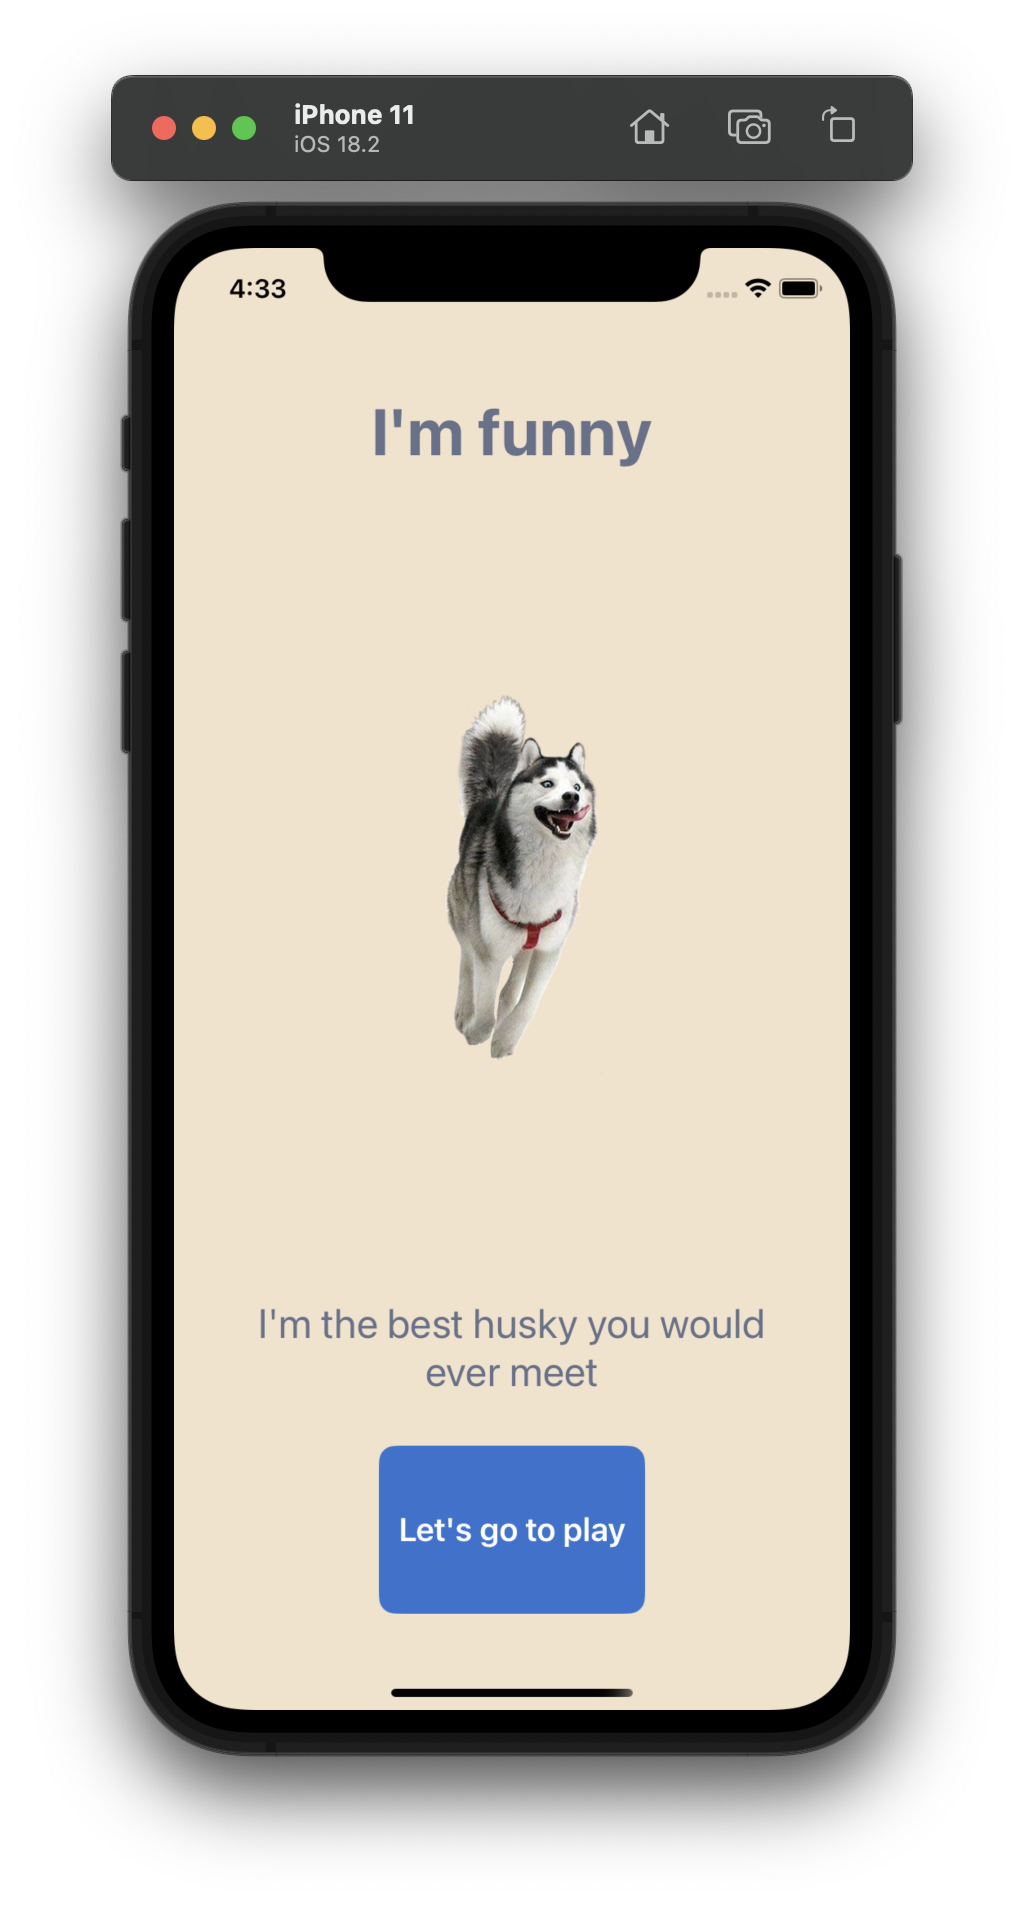 iPhone 11
iOS 18.2
4:33
I'm funny
I'm the best husky you would
ever meet
Let's go to play